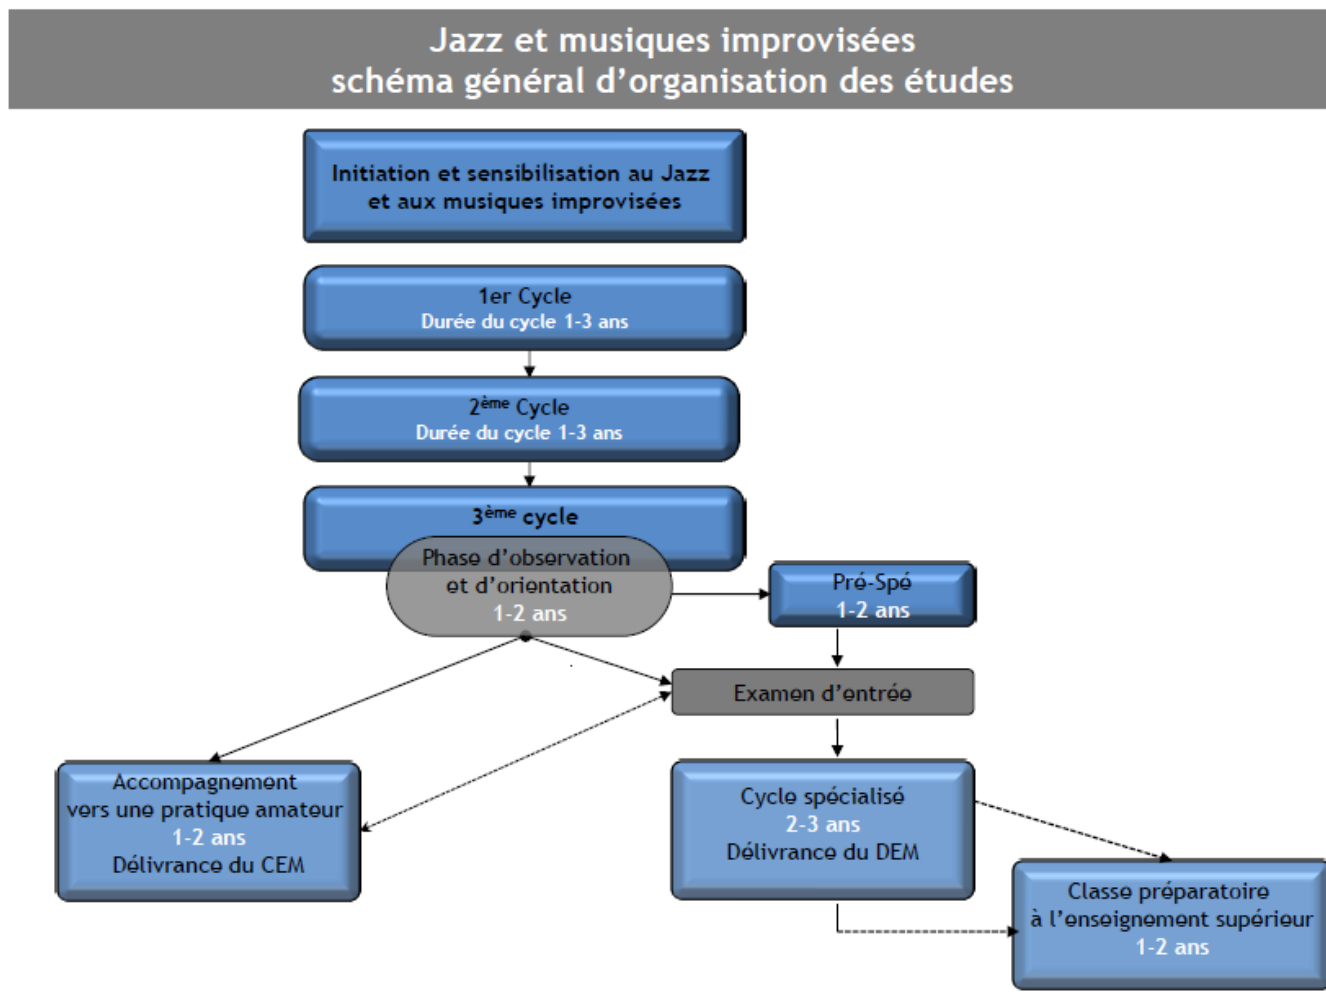 Jazz et musiques improvisées
schéma général d’organisation des études
Initiation et sensibilisation au Jazz
et aux musiques improvisées
1er Cycle
Durée du cycle 1-3 ans
2ème Cycle
Durée du cycle 1-3 ans
3ème cycle
Phase d’observation
et d’orientation
1-2 ans
Pré-Spé
1-2 ans
Examen d’entrée
Accompagnement
vers une pratique amateur
1-2 ans
Délivrance du CEM
Cycle spécialisé
2-3 ans
Délivrance du DEM
Classe préparatoire
à l’enseignement supérieur
1-2 ans